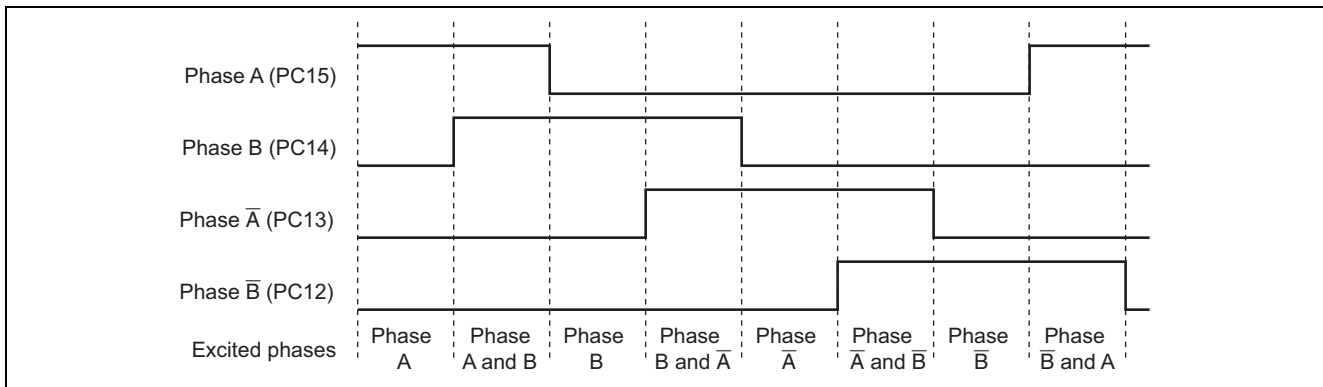 Phase A (PC15)
Phase B (PC14)
Phase A̅ (PC13)
Phase B̅ (PC12)
Excited phases
Phase A
Phase A and B
Phase B
Phase B and A̅
Phase A̅
Phase A̅ and B̅
Phase B̅
Phase B̅ and A